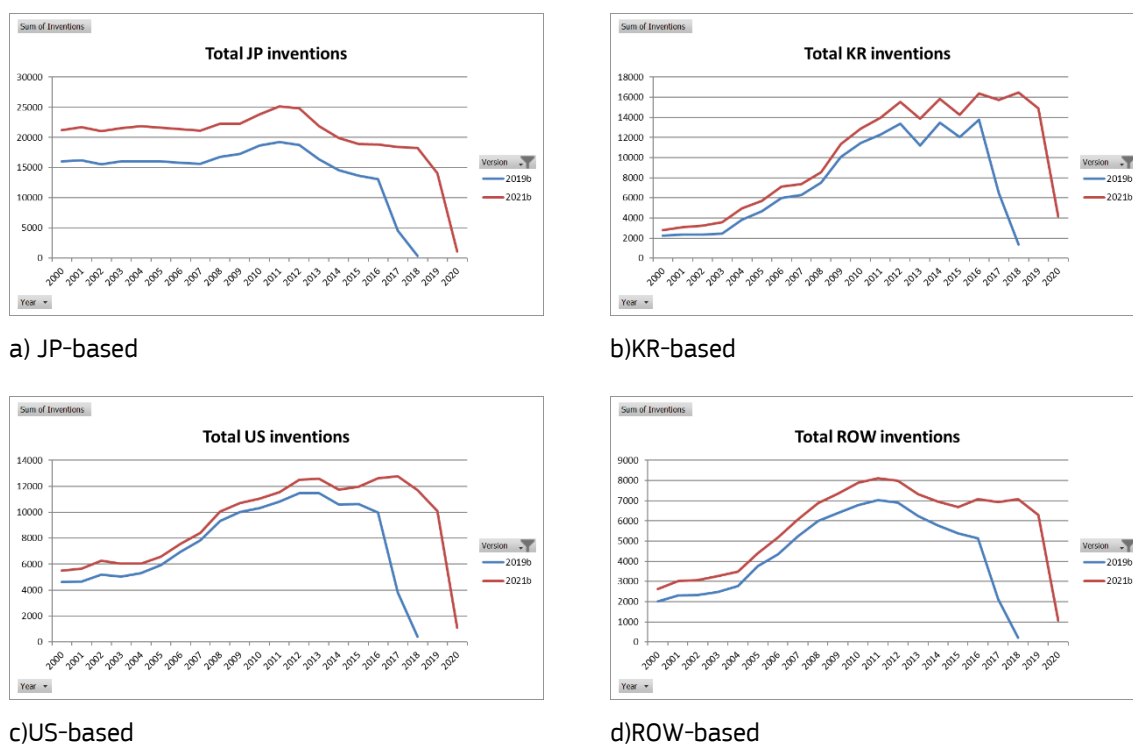 Sum of Inventions
Total JP inventions
30000
25000
20000
15000
10000
5000
0
2000 2001 2002 2003 2004 2005 2006 2007 2008 2009 2010 2011 2012 2013 2014 2015 2016 2017 2018 2019 2020
Version
2019b
2021b
Year
a) JP-based
Sum of Inventions
Total KR inventions
18000
16000
14000
12000
10000
8000
6000
4000
2000
0
2000 2001 2002 2003 2004 2005 2006 2007 2008 2009 2010 2011 2012 2013 2014 2015 2016 2017 2018 2019 2020
Version
2019b
2021b
Year
b)KR-based
Sum of Inventions
Total US inventions
14000
12000
10000
8000
6000
4000
2000
0
2000 2001 2002 2003 2004 2005 2006 2007 2008 2009 2010 2011 2012 2013 2014 2015 2016 2017 2018 2019 2020
Version
2019b
2021b
Year
c)US-based
Sum of Inventions
Total ROW inventions
9000
8000
7000
6000
5000
4000
3000
2000
1000
0
2000 2001 2002 2003 2004 2005 2006 2007 2008 2009 2010 2011 2012 2013 2014 2015 2016 2017 2018 2019 2020
Version
2019b
2021b
Year
d)ROW-based